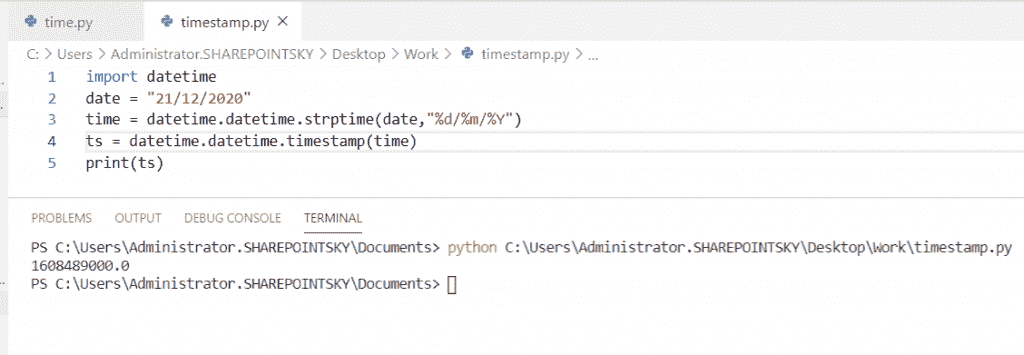 time.py timestamp.py
C: > Users > Administrator.SHAREPOINTSKY > Desktop > Work > timestamp.py > ...
1 import datetime
2 date = "21/12/2020"
3 time = datetime.datetime.strptime(date,"%d/%m/%Y")
4 ts = datetime.datetime.timestamp(time)
5 print(ts)
PROBLEMS OUTPUT DEBUG CONSOLE TERMINAL
PS C:\Users\Administrator.SHAREPOINTSKY\Documents> python C:\Users\Administrator.SHAREPOINTSKY\Desktop\Work\timestamp.py
1608489000.0
PS C:\Users\Administrator.SHAREPOINTSKY\Documents>